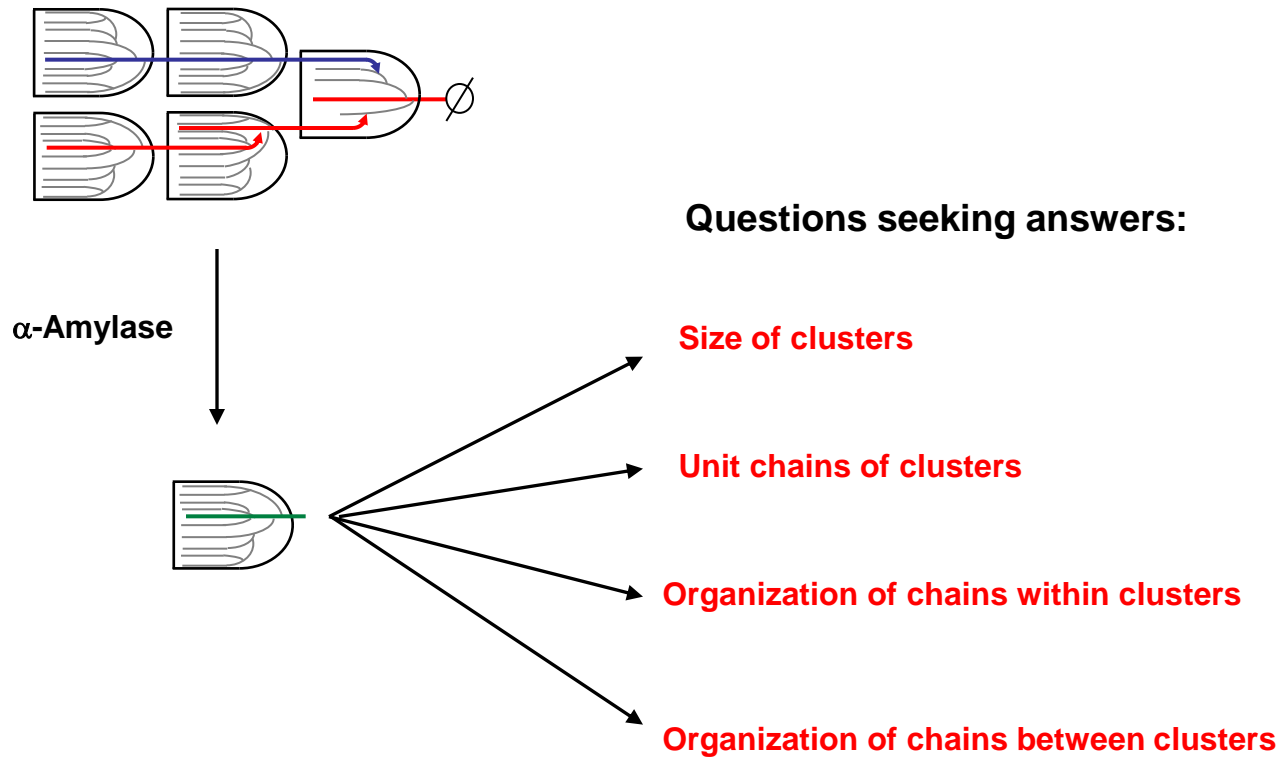 Questions seeking answers:
α-Amylase
Size of clusters
Unit chains of clusters
Organization of chains within clusters
Organization of chains between clusters